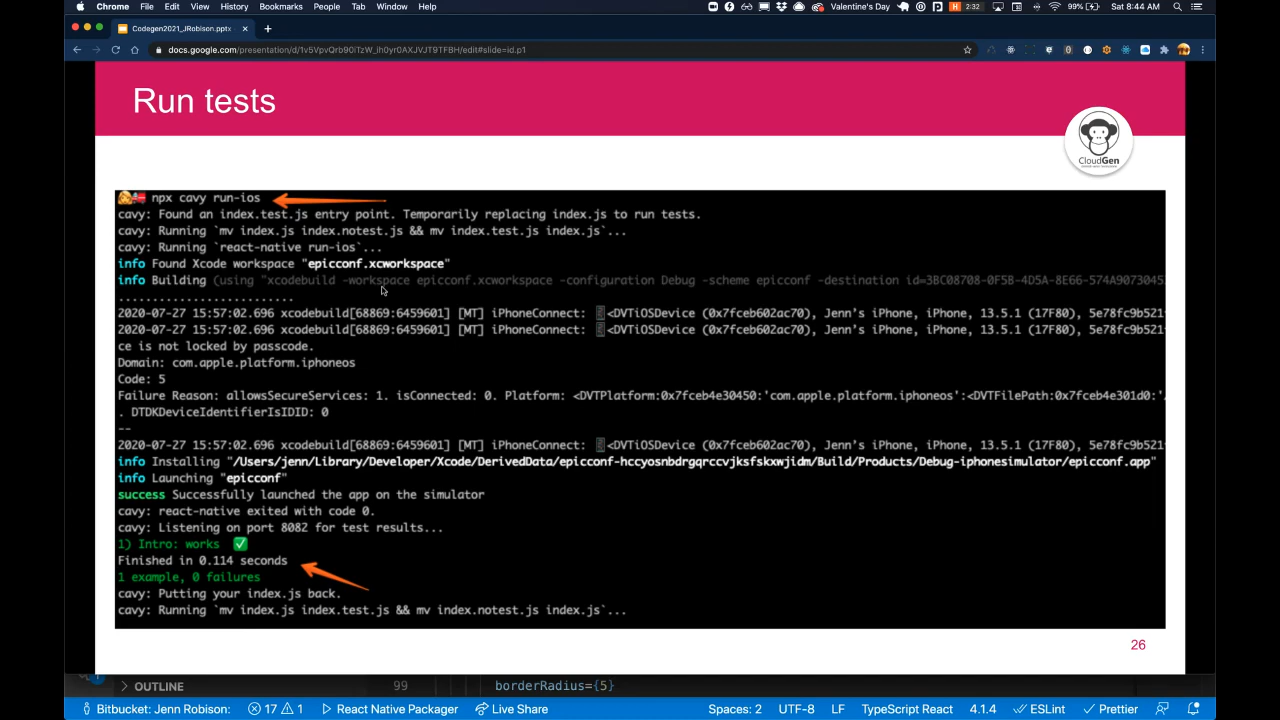 Chrome File Edit View History Bookmarks People Tab Window Help Valentine's Day 2:32 99% Sat 8:44 AM
Codegen2021_JRobison.pptx
docs.google.com/presentation/d/1v5VpvQrb90iTzW_ih0yr0AXJVJT9TFBH/edit#slide=id.p1
Run tests
CloudGen
npx cavy run-ios
cavy: Found an index.test.js entry point. Temporarily replacing index.js to run tests.
cavy: Running `mv index.js index.notest.js && mv index.test.js index.js`...
cavy: Running `react-native run-ios`...
info Found Xcode workspace "epicconf.xcworkspace"
info Building (using "xcodebuild -workspace epicconf.xcworkspace -configuration Debug -scheme epicconf -destination id=3BC08708-0F5B-4D5A-8E66-574A9073045
..........................
2020-07-27 15:57:02.696 xcodebuild[68869:6459601] [MT] iPhoneConnect: <DVTiOSDevice (0x7fceb602ac70), Jenn's iPhone, iPhone, 13.5.1 (17F80), 5e78fc9b521
2020-07-27 15:57:02.696 xcodebuild[68869:6459601] [MT] iPhoneConnect: <DVTiOSDevice (0x7fceb602ac70), Jenn's iPhone, iPhone, 13.5.1 (17F80), 5e78fc9b521
ce is not locked by passcode.
Domain: com.apple.platform.iphoneos
Code: 5
Failure Reason: allowsSecureServices: 1. isConnected: 0. Platform: <DVTPlatform:0x7fceb4e30450:'com.apple.platform.iphoneos':<DVTFilePath:0x7fceb4e301d0:'
. DTDKDeviceIdentifierIsIDID: 0
--
2020-07-27 15:57:02.696 xcodebuild[68869:6459601] [MT] iPhoneConnect: <DVTiOSDevice (0x7fceb602ac70), Jenn's iPhone, iPhone, 13.5.1 (17F80), 5e78fc9b521
info Installing "/Users/jenn/Library/Developer/Xcode/DerivedData/epicconf-hccyosnbdrgqrccvjksfskxwjidm/Build/Products/Debug-iphonesimulator/epicconf.app"
info Launching "epicconf"
success Successfully launched the app on the simulator
cavy: react-native exited with code 0.
cavy: Listening on port 8082 for test results...
1) Intro: works ✅
Finished in 0.114 seconds
1 example, 0 failures
cavy: Putting your index.js back.
cavy: Running `mv index.js index.test.js && mv index.notest.js index.js`...
26
OUTLINE 99 borderRadius={5}
Bitbucket: Jenn Robison: 17 1 React Native Packager Live Share Spaces: 2 UTF-8 LF TypeScript React 4.1.4 ESLint Prettier